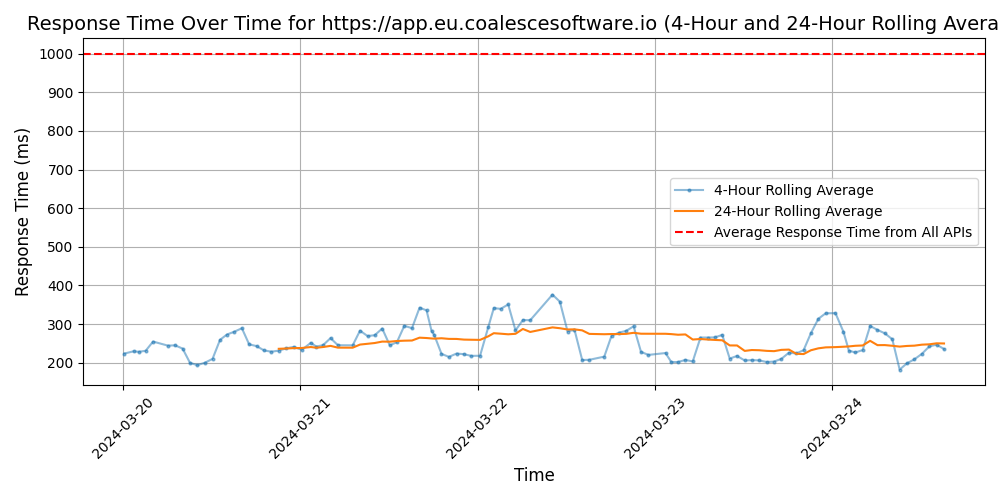 Response Time Over Time for https://app.eu.coalescesoftware.io (4-Hour and 24-Hour Rolling Avera
Response Time (ms)
1000
900
800
700
600
500
400
300
200
4-Hour Rolling Average
24-Hour Rolling Average
Average Response Time from All APIs
2024-03-20
2024-03-21
2024-03-22
2024-03-23
2024-03-24
Time